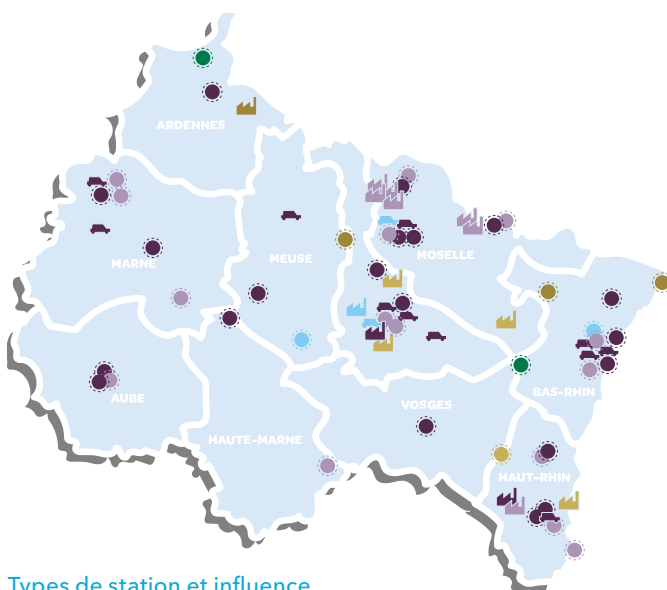 ARDENNES
MARNE
MEUSE
MOSELLE
AUBE
HAUTE-MARNE
VOSGES
BAS-RHIN
HAUT-RHIN
Types de station et influence